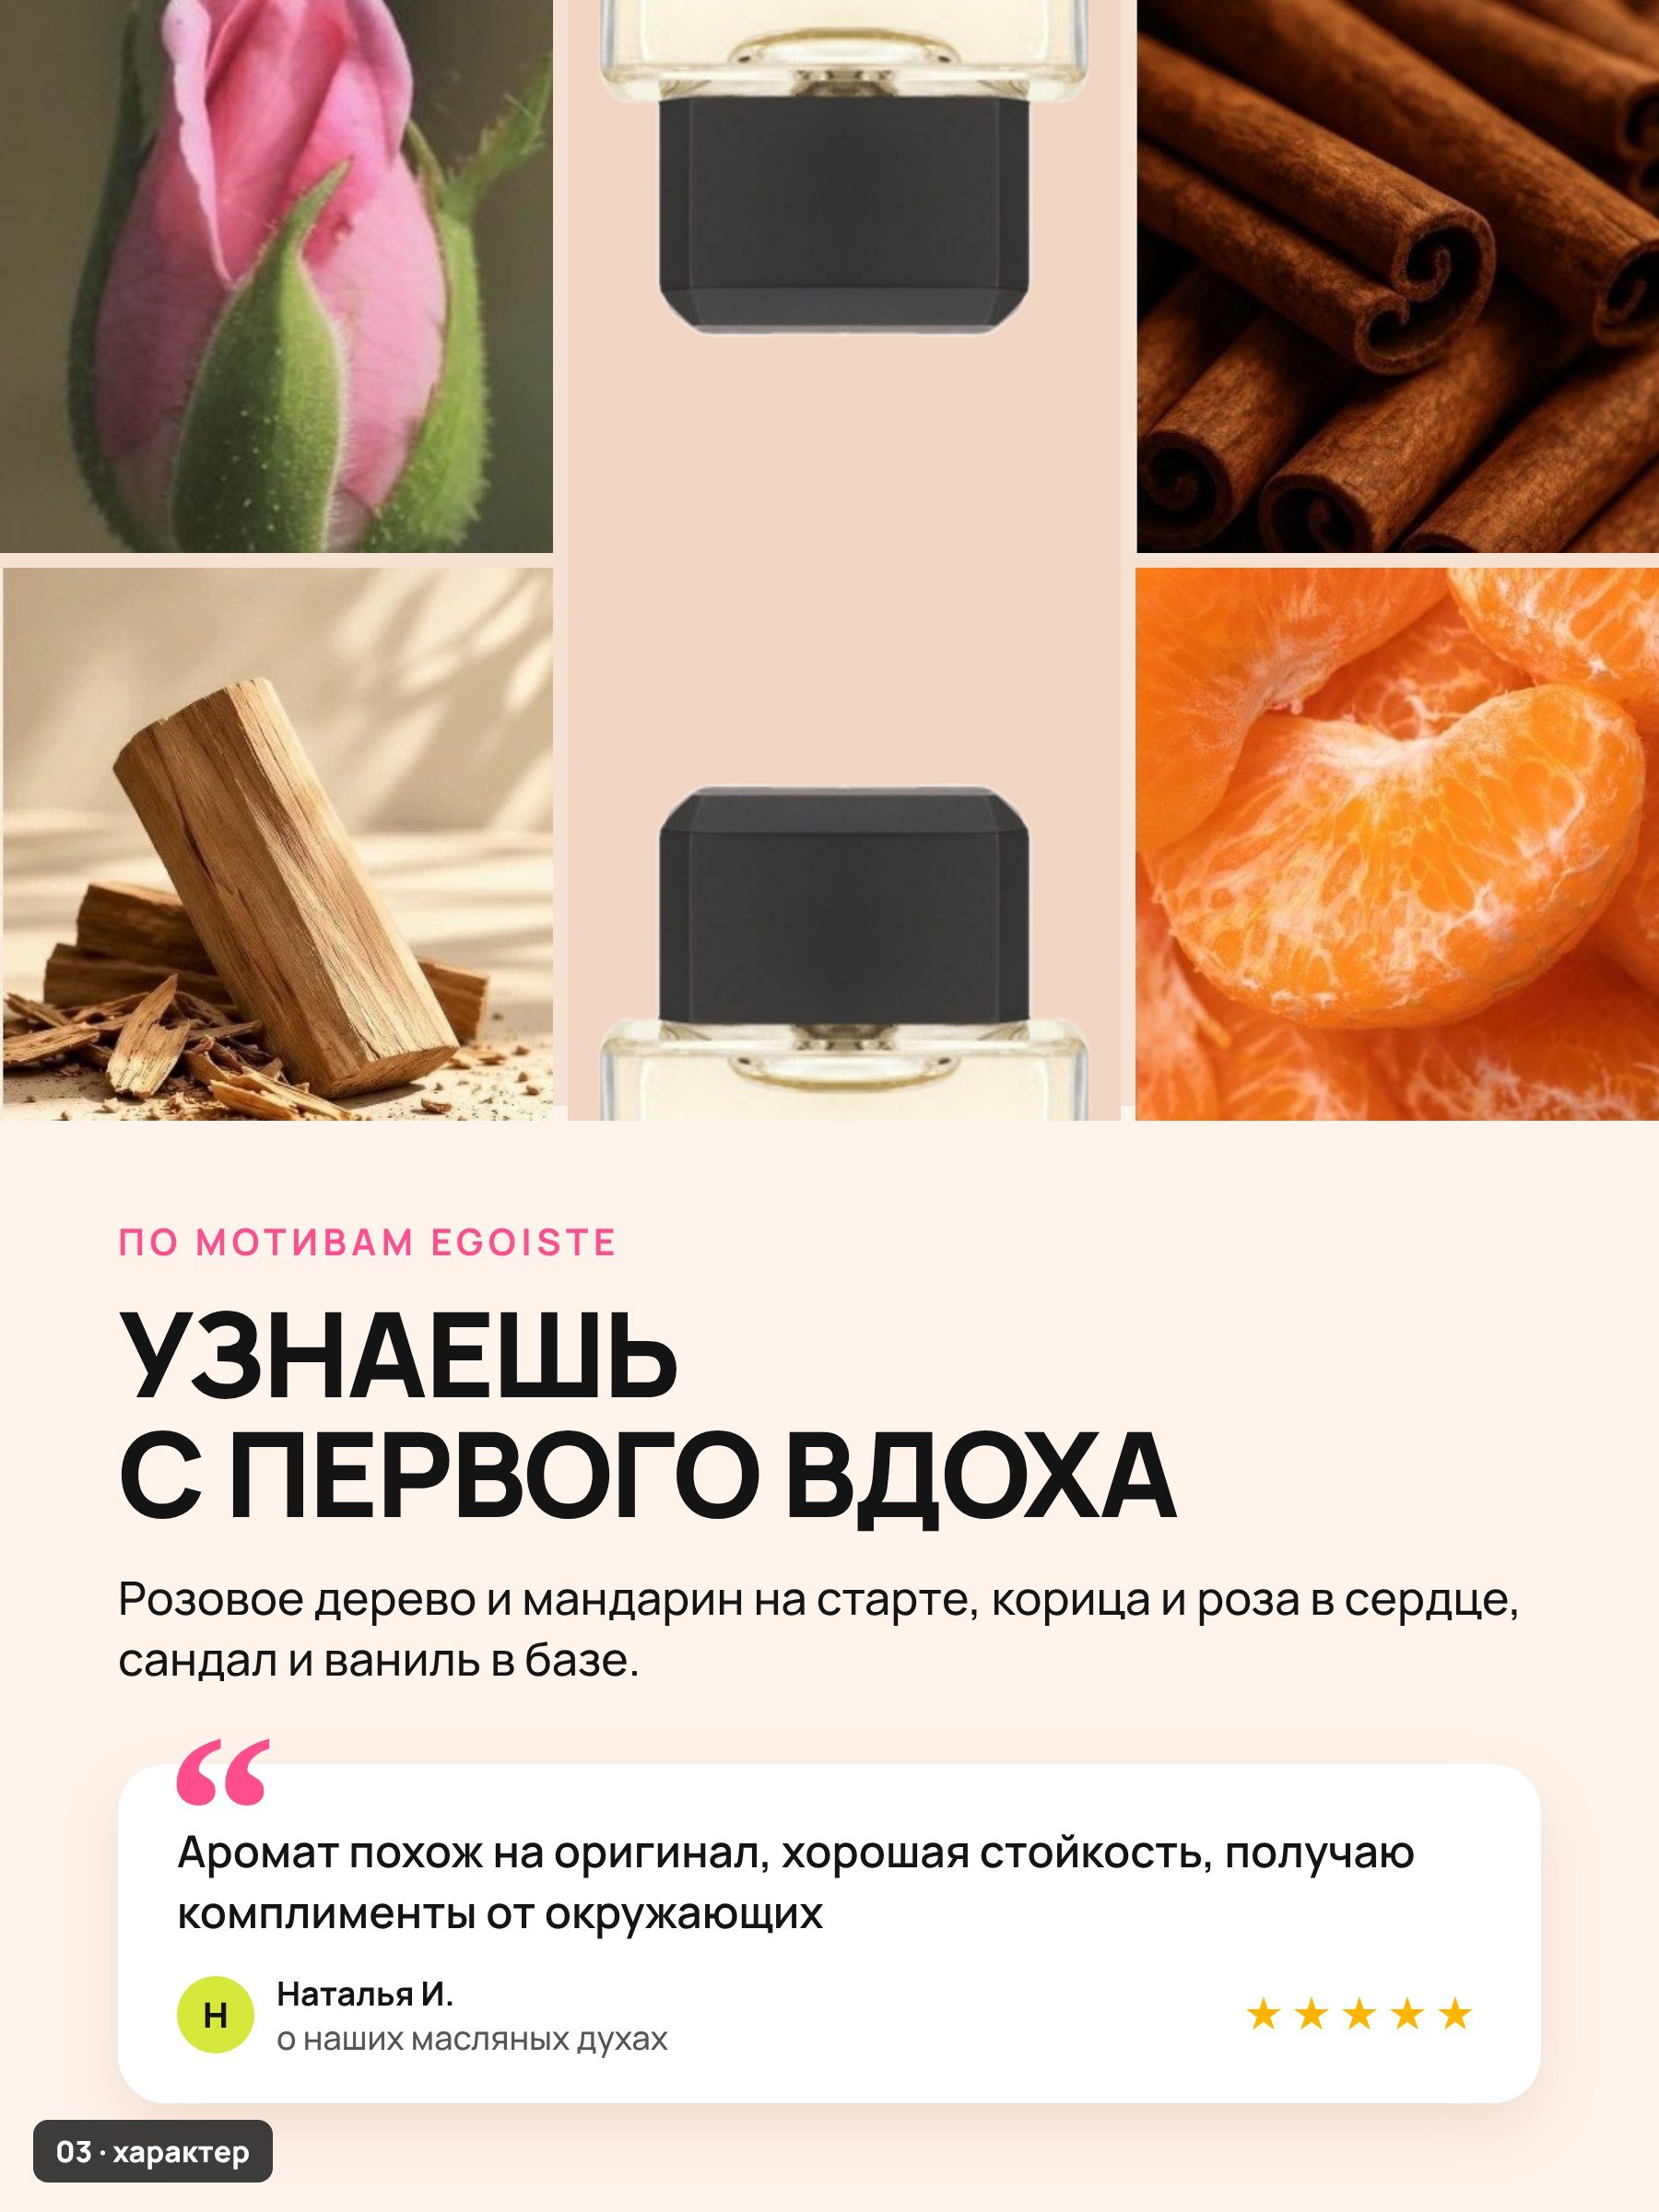 ПО МОТИВАМ EGOISTE
УЗНАЕШЬ
С ПЕРВОГО ВДОХА
Розовое дерево и мандарин на старте, корица и роза в сердце,
сандал и ваниль в базе.
“
Аромат похож на оригинал, хорошая стойкость, получаю
комплименты от окружающих
Н
Наталья И.
о наших масляных духах
★★★★★
03 · характер